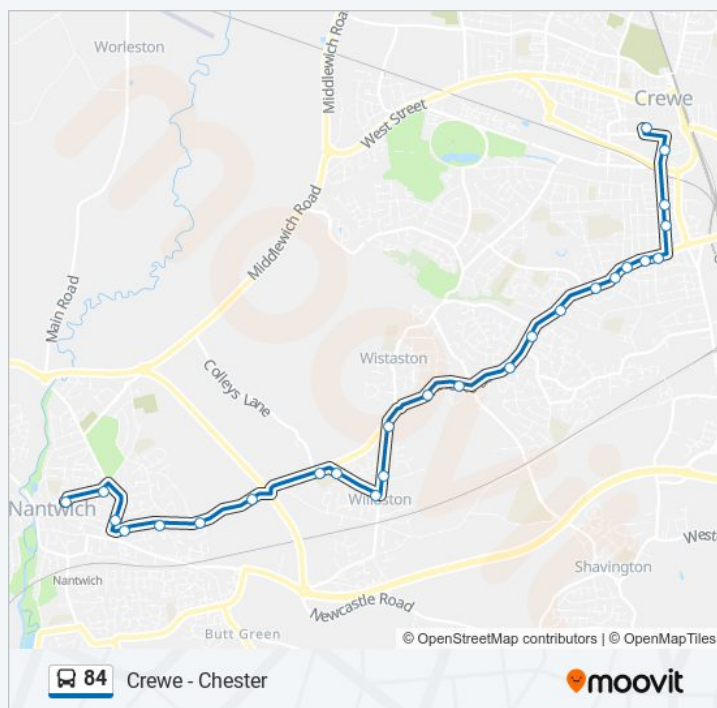 Worleston
Middlewich Road
West Street
Crewe
Middlewich Road
Main Road
Colleys Lane
Wistaston
Nantwich
Willaston
Nantwich
Shavington
Newcastle Road
Butt Green
© OpenStreetMap contributors | © OpenMapTiles
84 Crewe - Chester
moovit